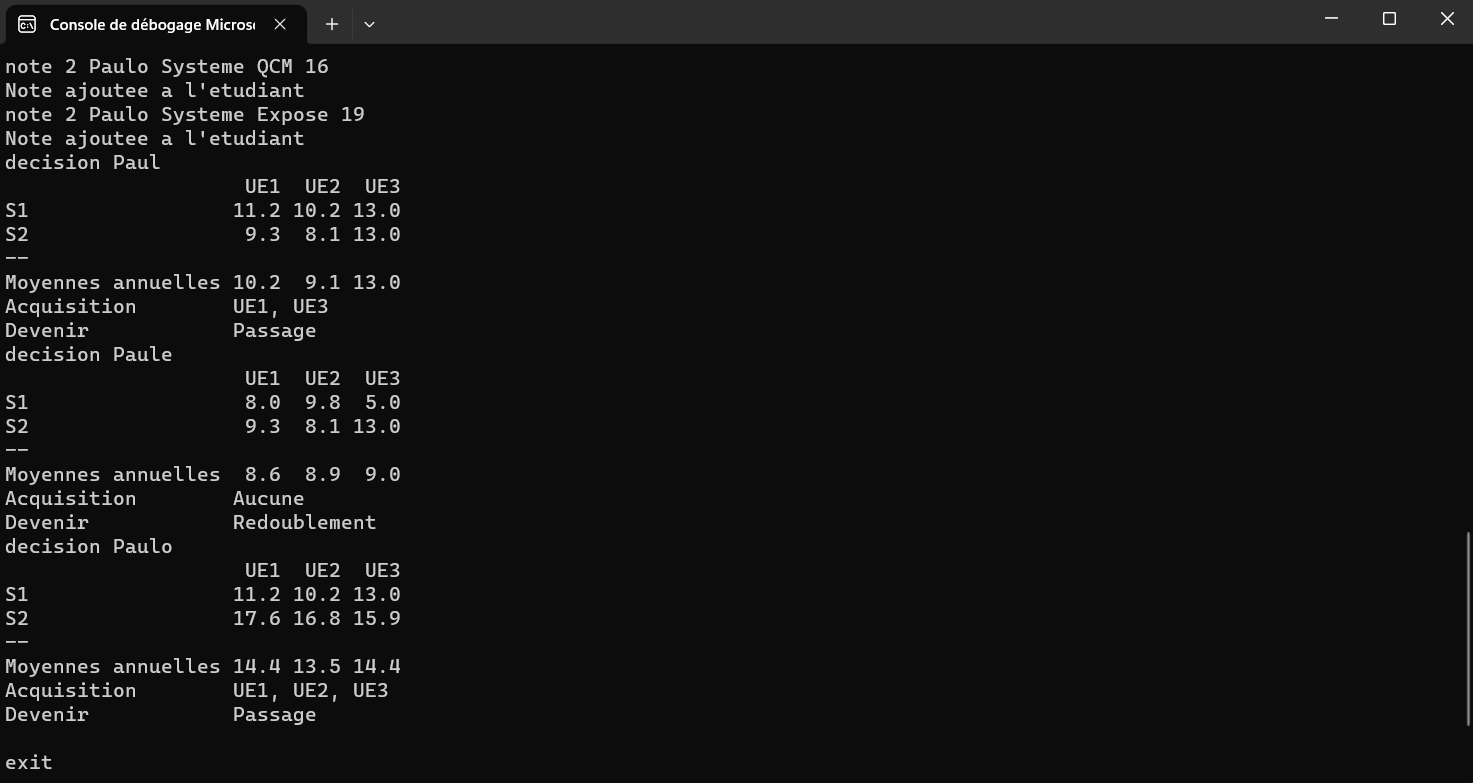 Console de débogage Micros
note 2 Paulo Systeme QCM 16
Note ajoutee a l'etudiant
note 2 Paulo Systeme Expose 19
Note ajoutee a l'etudiant
decision Paul
                    UE1  UE2  UE3
S1                 11.2 10.2 13.0
S2                  9.3  8.1 13.0
--
Moyennes annuelles 10.2  9.1 13.0
Acquisition        UE1, UE3
Devenir            Passage
decision Paule
                    UE1  UE2  UE3
S1                  8.0  9.8  5.0
S2                  9.3  8.1 13.0
--
Moyennes annuelles  8.6  8.9  9.0
Acquisition        Aucune
Devenir            Redoublement
decision Paulo
                    UE1  UE2  UE3
S1                 11.2 10.2 13.0
S2                 17.6 16.8 15.9
--
Moyennes annuelles 14.4 13.5 14.4
Acquisition        UE1, UE2, UE3
Devenir            Passage
exit